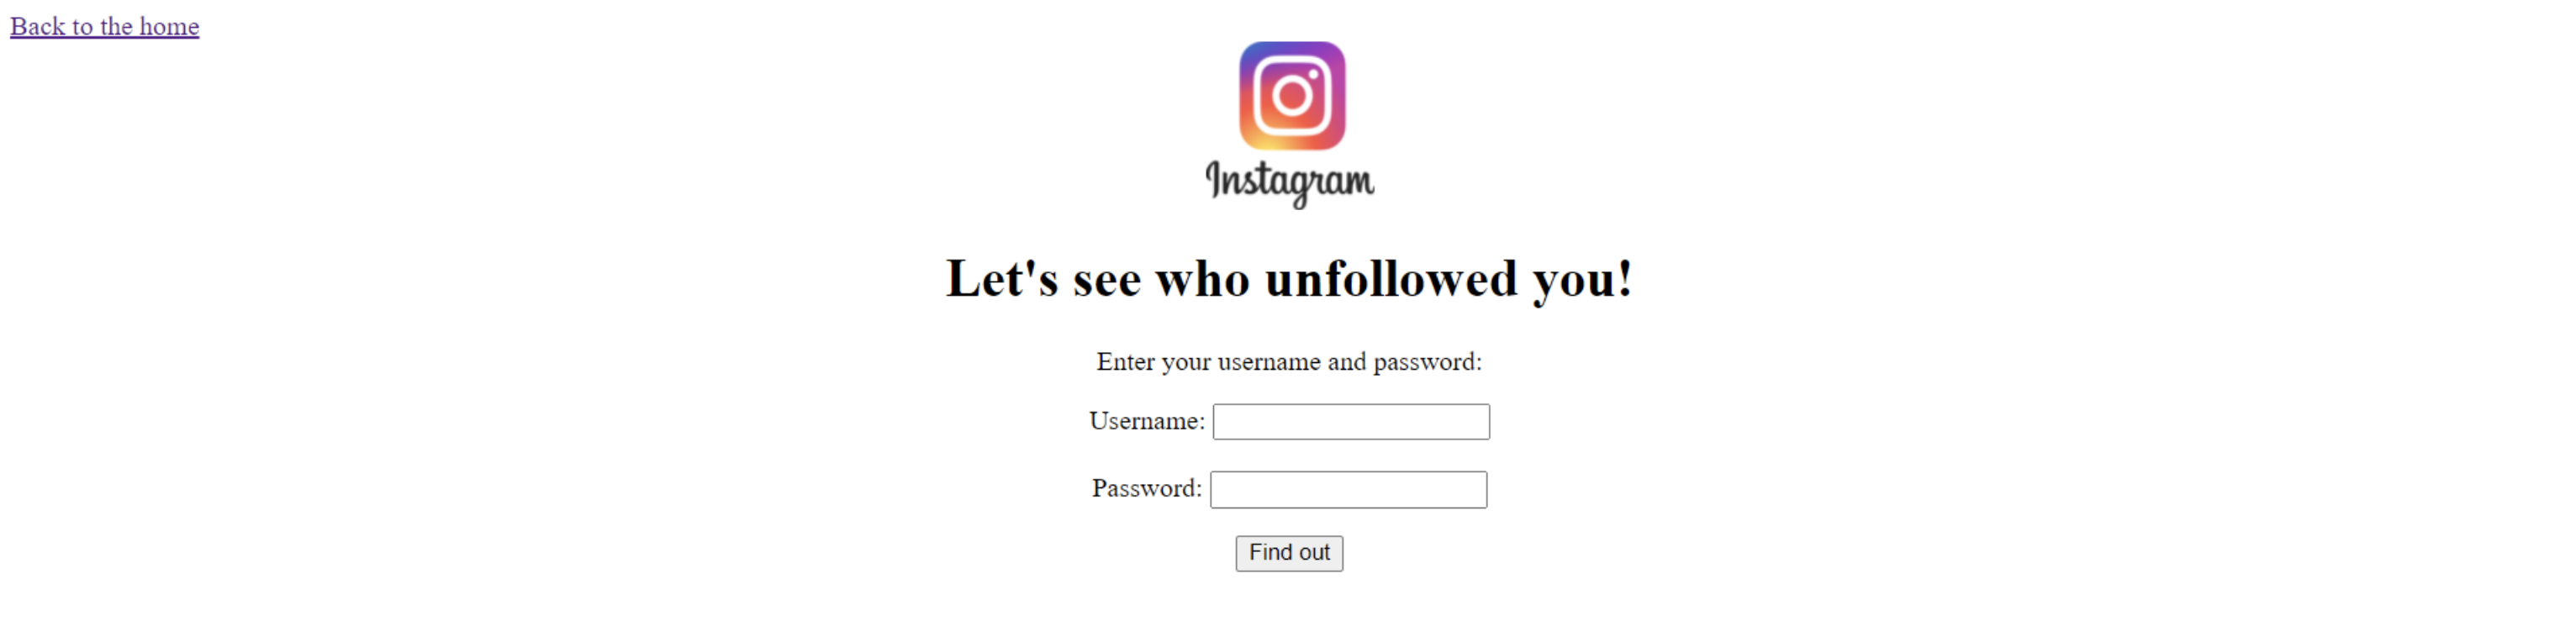 Back to the home
Instagram
Let's see who unfollowed you!
Enter your username and password:
Username:
Password:
Find out